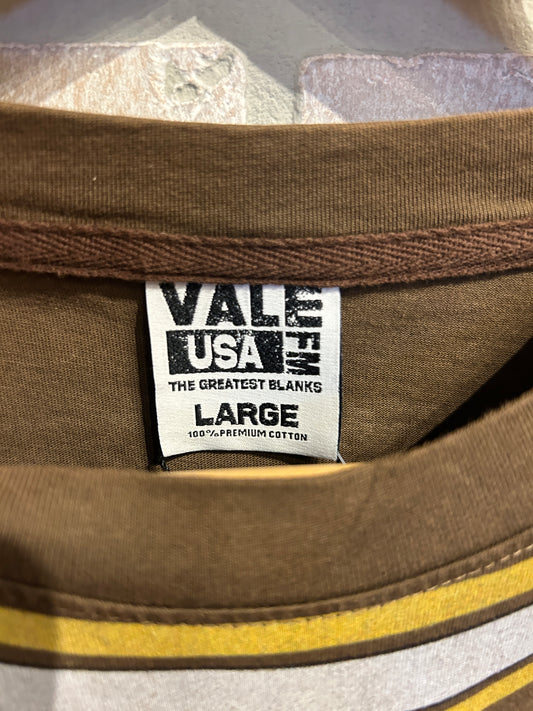 VALE
FM
USA
THE GREATEST BLANKS
LARGE
100% PREMIUM COTTON